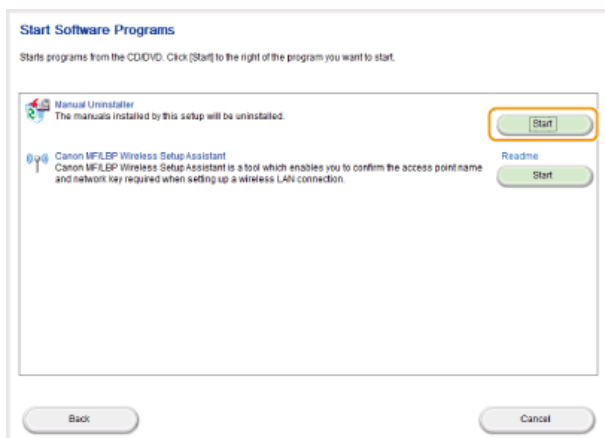 Start Software Programs
Starts programs from the CD/DVD. Click [Start] to the right of the program you want to start.
Manual Uninstaller
The manuals installed by this setup will be uninstalled.
Start
Canon MF/LBP Wireless Setup Assistant
Readme
Canon MF/LBP Wireless Setup Assistant is a tool which enables you to confirm the access point name
and network key required when setting up a wireless LAN connection.
Start
Back
Cancel